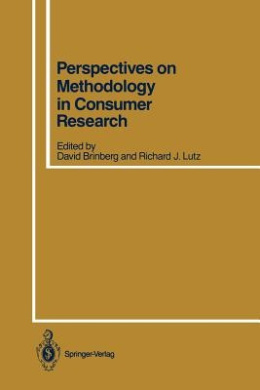 Perspectives on
Methodology
in Consumer
Research
Edited by
David Brinberg and Richard J. Lutz
Springer-Verlag